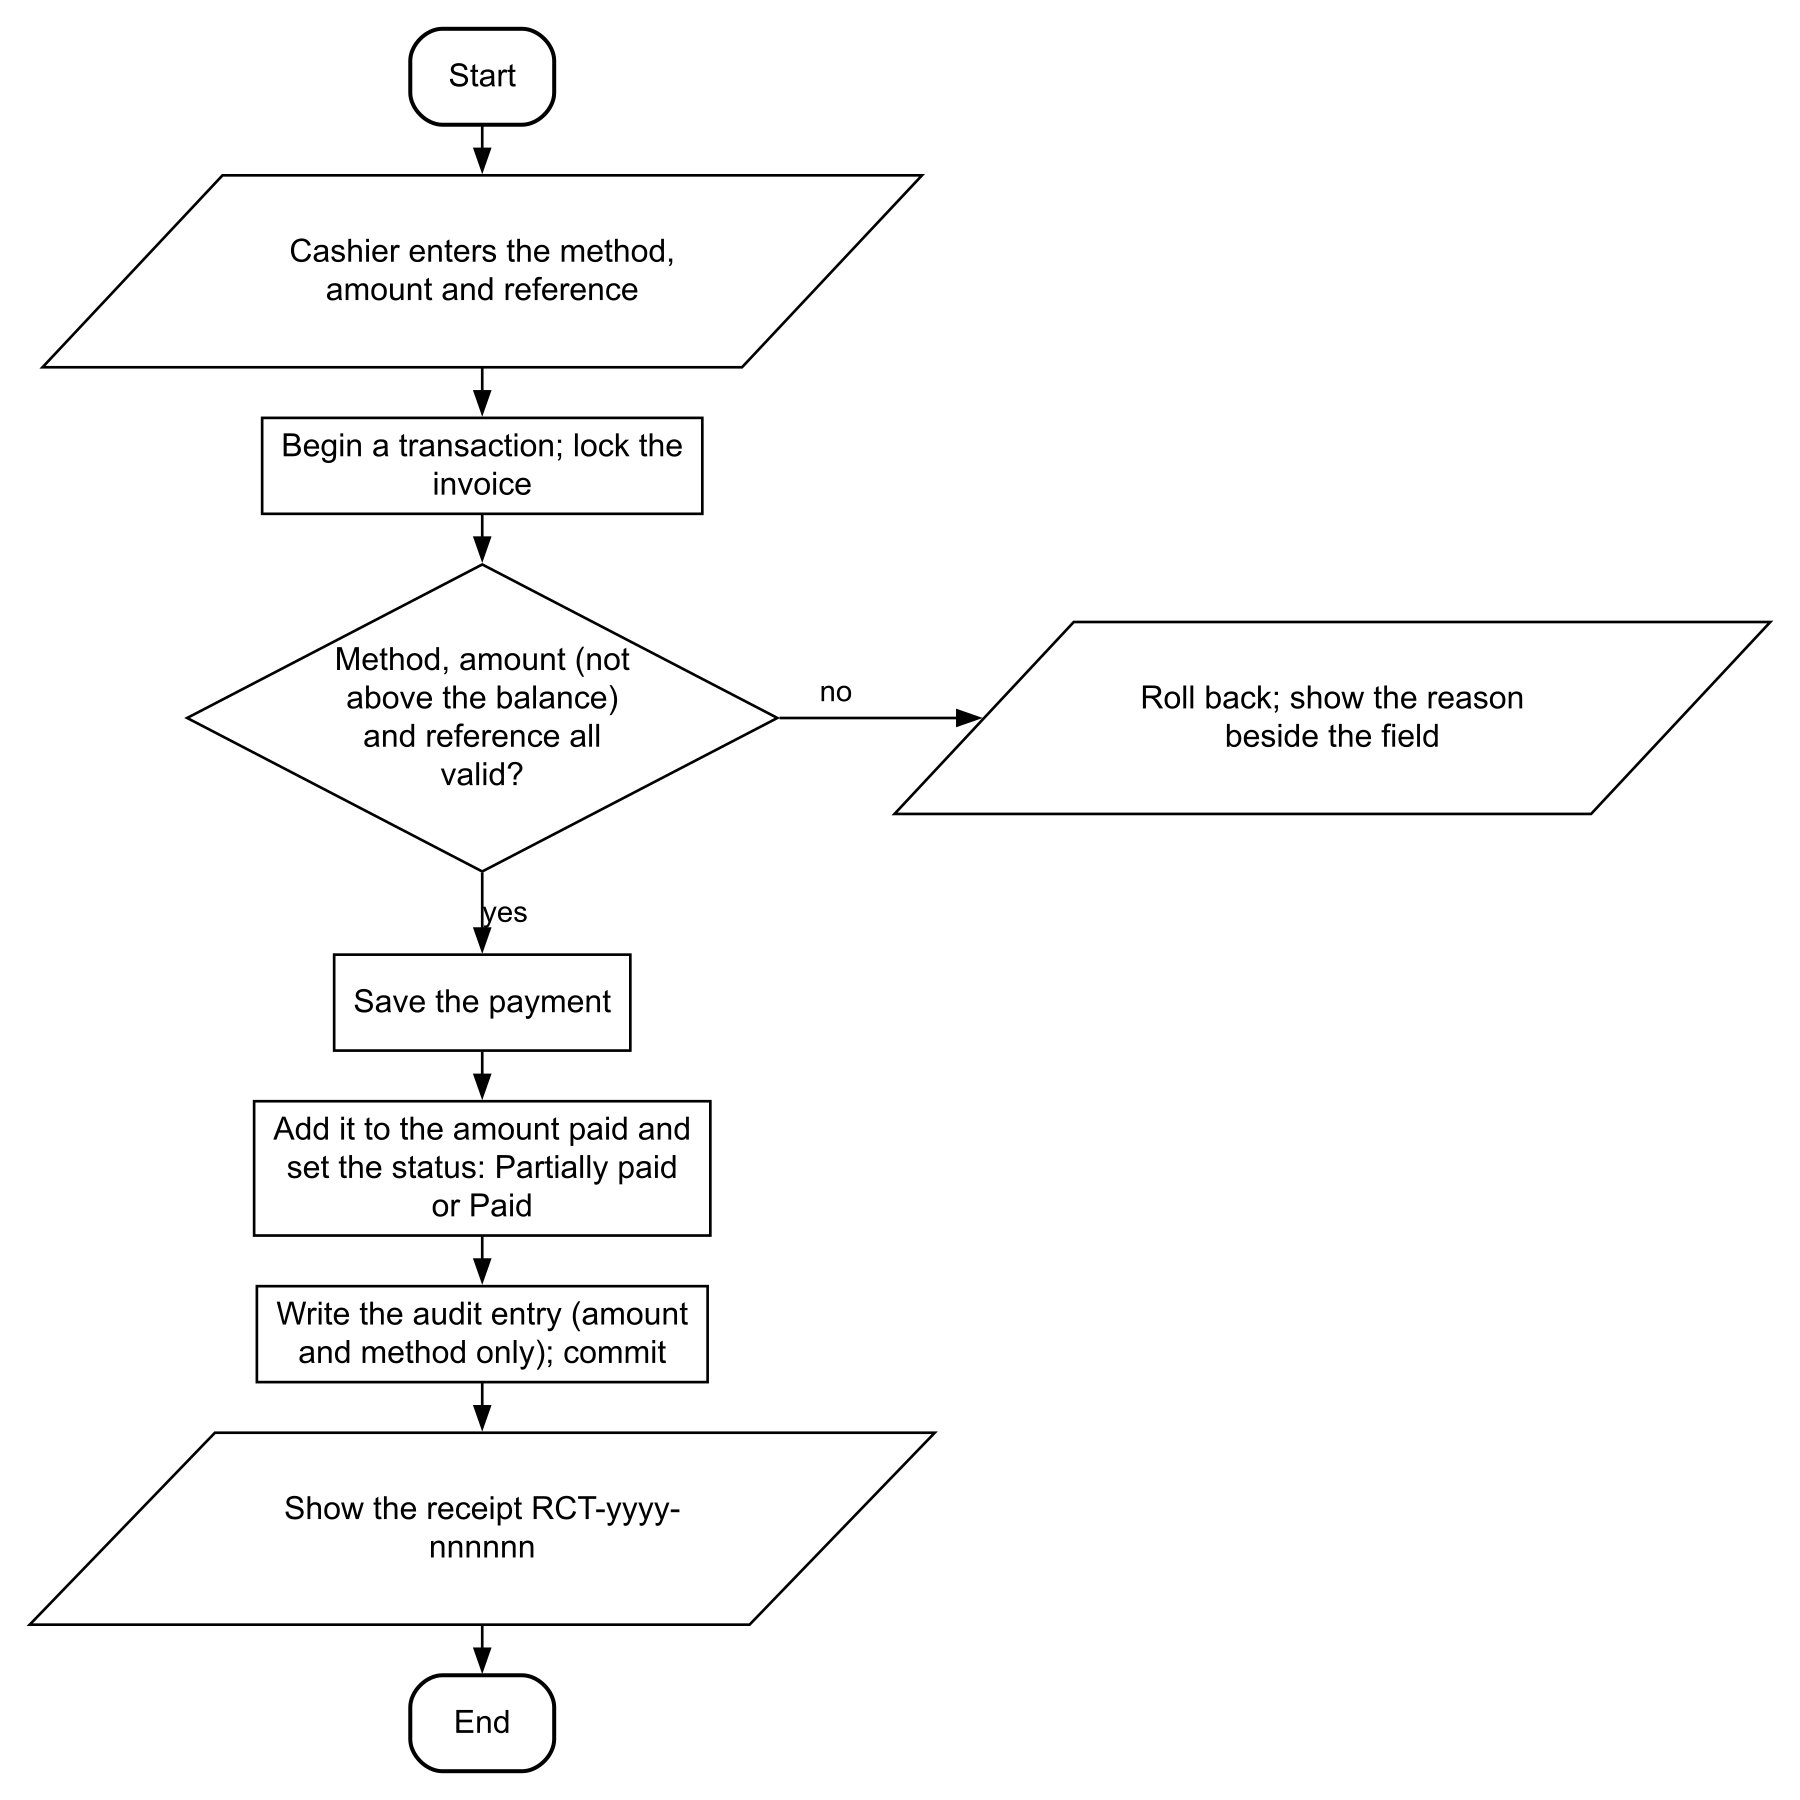 Start
Cashier enters the method,
amount and reference
Begin a transaction; lock the
invoice
Method, amount (not
above the balance)
and reference all
valid?
no
Roll back; show the reason
beside the field
yes
Save the payment
Add it to the amount paid and
set the status: Partially paid
or Paid
Write the audit entry (amount
and method only); commit
Show the receipt RCT-yyyy-
nnnnnn
End